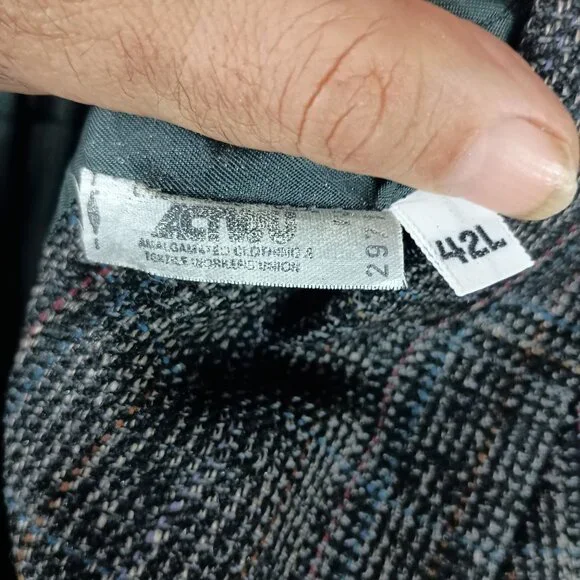 ACTWU
AMALGAMATED CLOTHING &
TEXTILE WORKERS UNION
297
42L